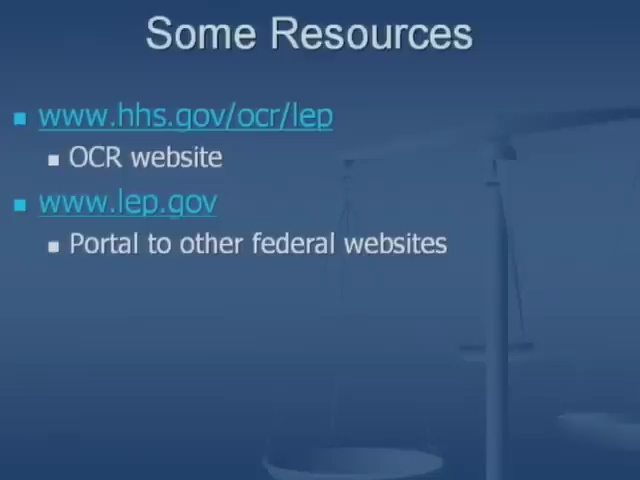 Some Resources
www.hhs.gov/ocr/lep
OCR website
www.lep.gov
Portal to other federal websites